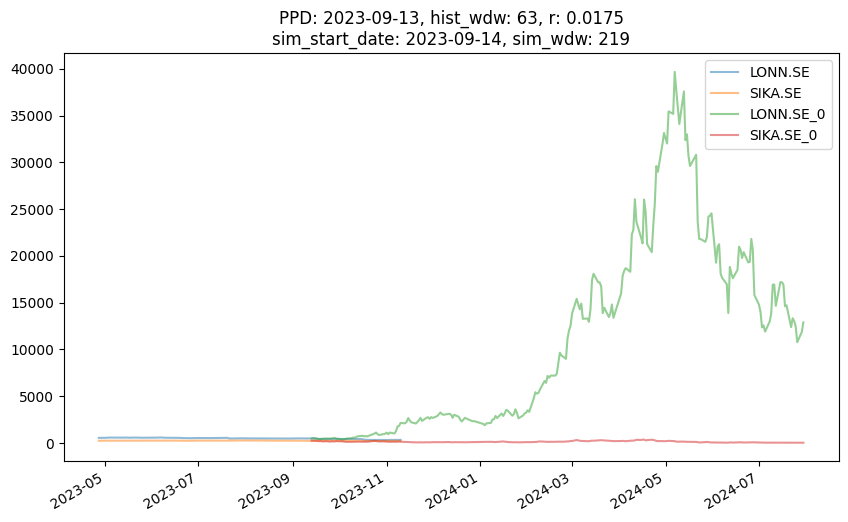 PPD: 2023-09-13, hist_wdw: 63, r: 0.0175
sim_start_date: 2023-09-14, sim_wdw: 219
LONN.SE
SIKA.SE
LONN.SE_0
SIKA.SE_0
40000
35000
30000
25000
20000
15000
10000
5000
0
2023-05
2023-07
2023-09
2023-11
2024-01
2024-03
2024-05
2024-07